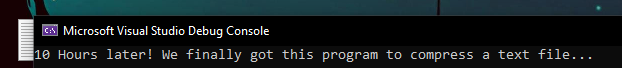 Microsoft Visual Studio Debug Console
10 Hours later! We finally got this program to compress a text file...